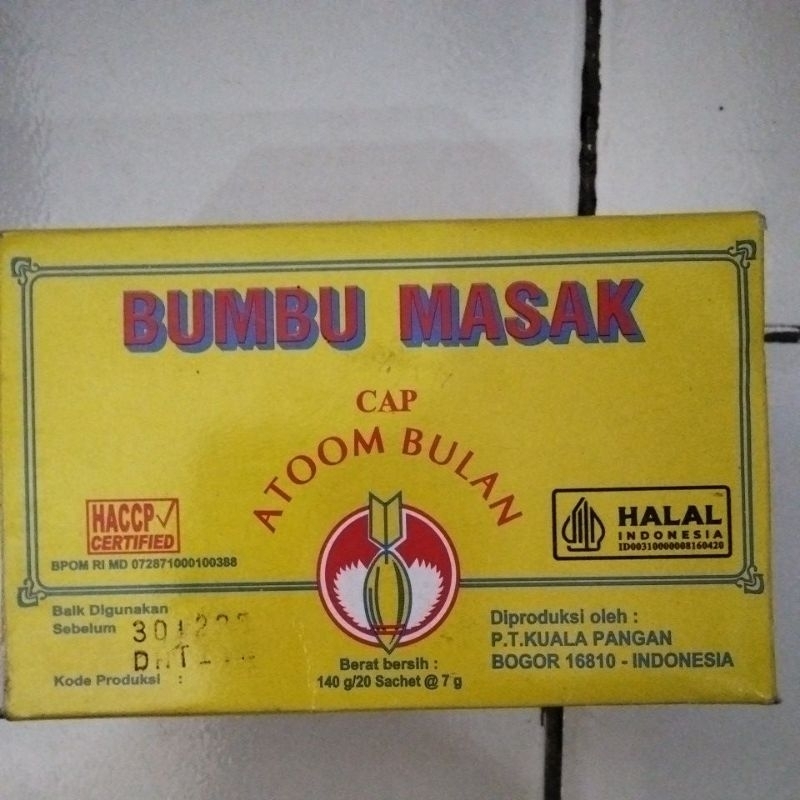 BUMBU MASAK
CAP
ATOOM BULAN
HACCP
CERTIFIED
BPOM RI MD 072871000100388
HALAL
INDONESIA
ID00310000008160420
Baik Digunakan
Sebelum
Kode Produksi :
Berat bersih :
140 g/20 Sachet @ 7 g
Diproduksi oleh :
P.T.KUALA PANGAN
BOGOR 16810 - INDONESIA